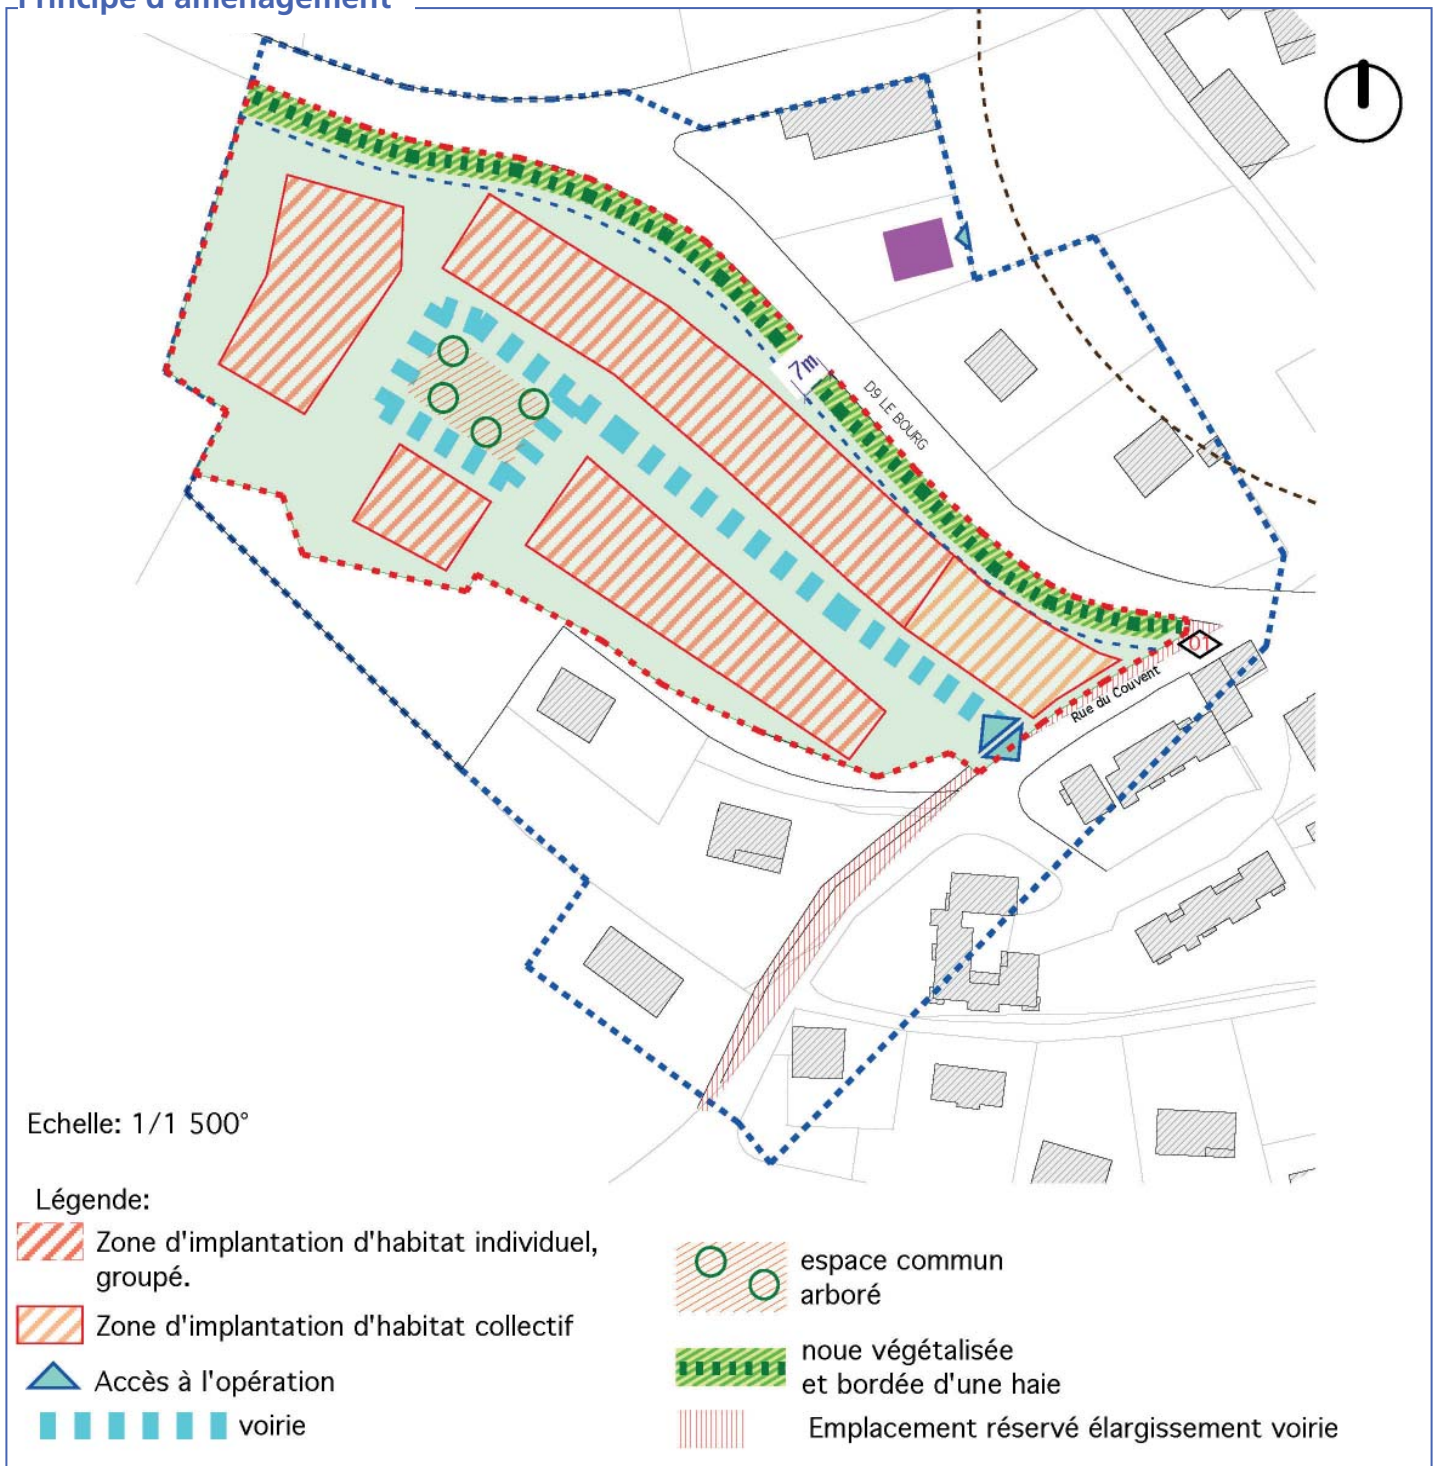 Principe d'aménagement
7m
D9 LE BOURG
01
Rue du Couvent
Echelle: 1/1 500°
Légende:
Zone d'implantation d'habitat individuel,
groupé.
Zone d'implantation d'habitat collectif
Accès à l'opération
voirie
espace commun
arboré
noue végétalisée
et bordée d'une haie
Emplacement réservé élargissement voirie